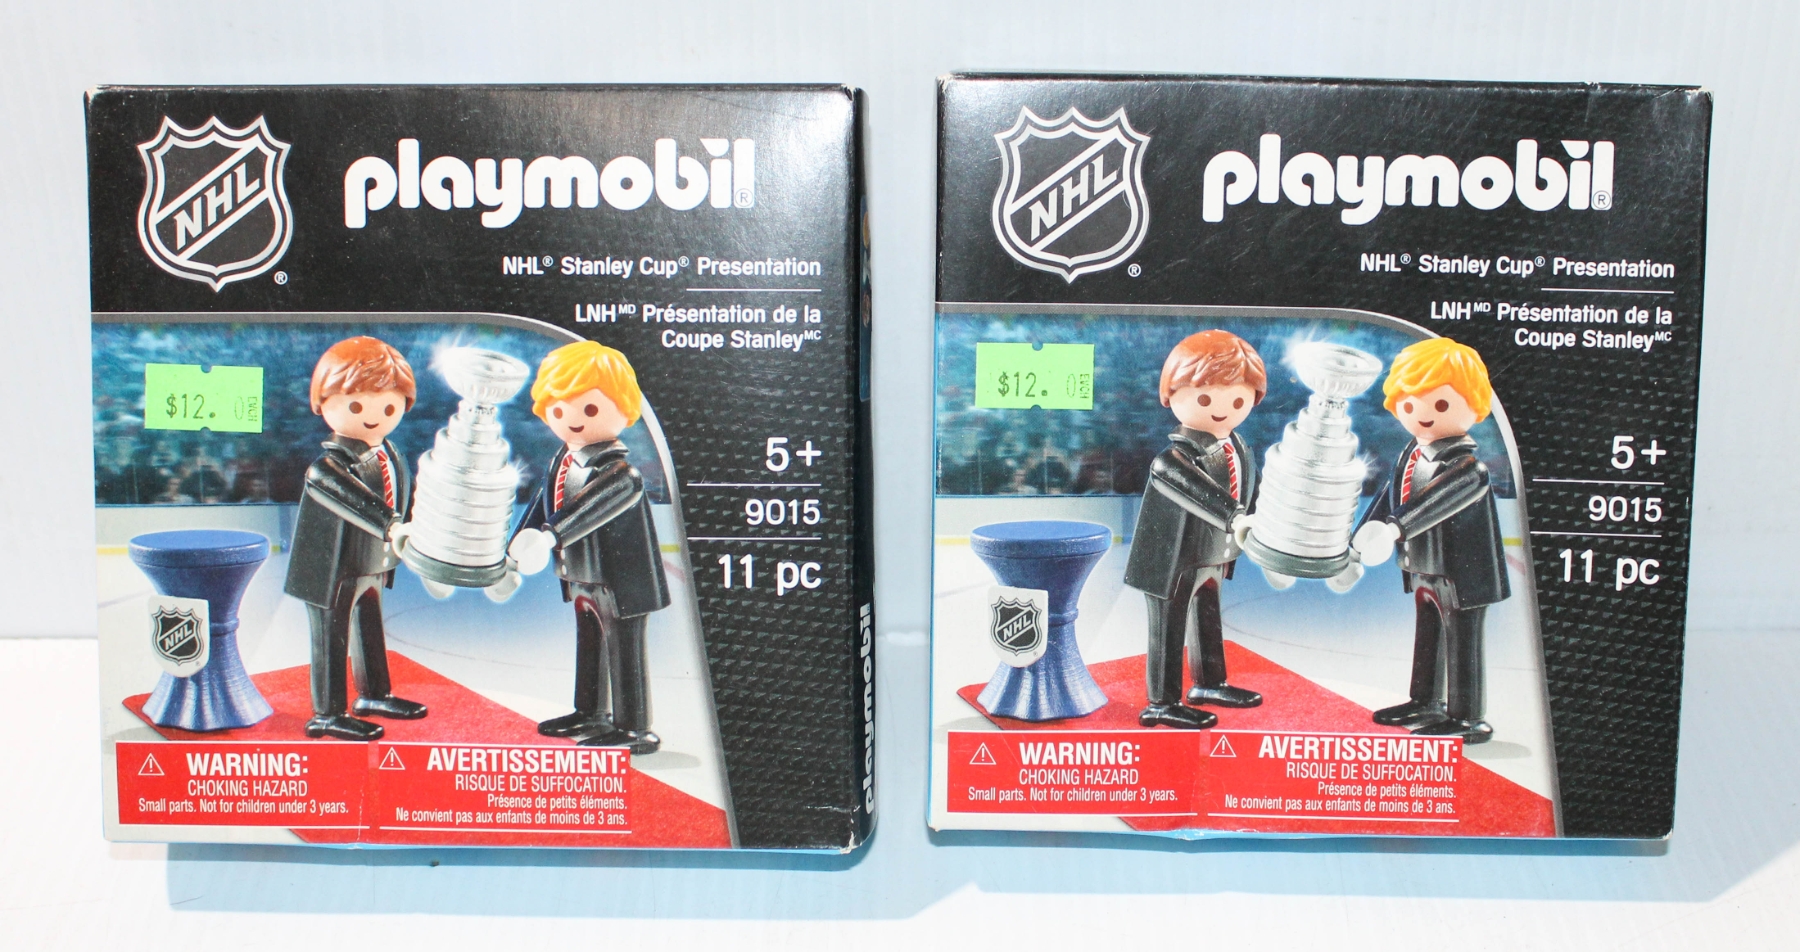 NHL
®
playmobil®
NHL® Stanley Cup® Presentation
LNH MD Présentation de la
Coupe Stanley MC
$12.0
5+
9015
11 pc
NHL
⚠ WARNING:
CHOKING HAZARD
Small parts. Not for children under 3 years.
⚠ AVERTISSEMENT:
RISQUE DE SUFFOCATION.
Présence de petits éléments.
Ne convient pas aux enfants de moins de 3 ans.
playmobil
NHL
®
playmobil®
NHL® Stanley Cup® Presentation
LNH MD Présentation de la
Coupe Stanley MC
$12.0
5+
9015
11 pc
NHL
⚠ WARNING:
CHOKING HAZARD
Small parts. Not for children under 3 years.
⚠ AVERTISSEMENT:
RISQUE DE SUFFOCATION.
Présence de petits éléments.
Ne convient pas aux enfants de moins de 3 ans.